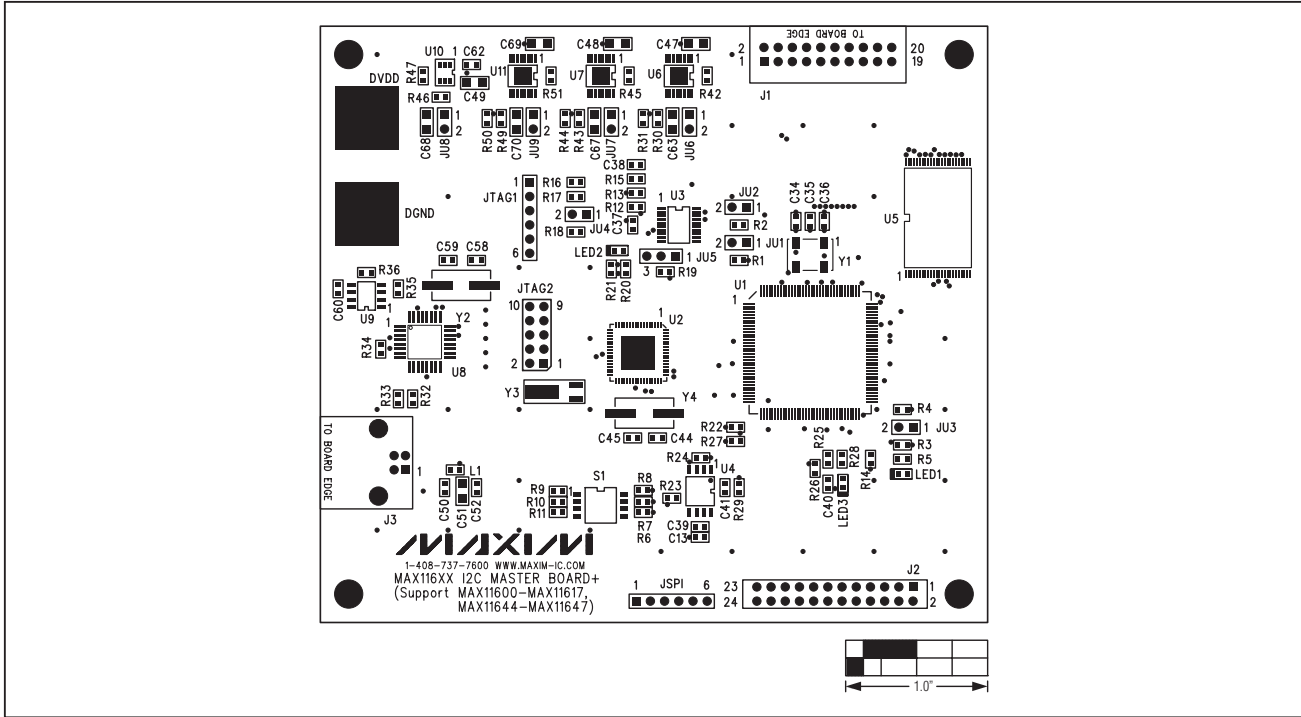 C69
C48
C47
TO BOARD EDGE
U10 1
C62
2
20
1
19
R47
U11
1
U7
1
U6
1
DVDD
C49
R51
R45
R42
J1
R46
1
2
1
2
1
2
1
2
C68
JU8
R50
R49
C70
JU9
R44
R43
C67
JU7
R31
R30
C63
JU6
C38
1
R16
R15
JTAG1
R17
R13
1
U3
JU2
C34
C35
C36
R12
2
1
2
1
DGND
C37
JU4
R2
U5
R18
JU1
1
C59
C58
6
LED2
2
1
1
JU5
Y1
3
R19
R1
R36
R21
R20
U1
C60
R35
JTAG2
1
U9
10
9
1
1
Y2
1
U2
R34
U8
2
1
Y3
Y4
R33
R32
R4
C45
C44
R22
2
1
JU3
R27
R25
R3
TO BOARD EDGE
R28
R5
1
R24
1
R14
L1
S1
R8
U4
R26
LED1
R9
1
R23
R10
C50
C51
C52
R11
C41
R29
C40
LED3
R7
C39
J3
R6
C13
MAXIM
1-408-737-7600 WWW.MAXIM-IC.COM
J2
MAX116XX I2C MASTER BOARD+
1
JSPI
6
23
1
(Support MAX11600-MAX11617,
24
2
MAX11644-MAX11647)
1.0"